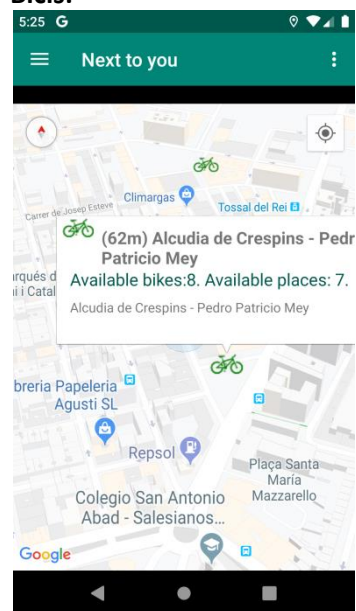 5:25 G
Next to you
Climargas
Carrer de Josep Esteve
Tossal del Rei
(62m) Alcudia de Crespins - Pedr
Patricio Mey
arqués d
Available bikes:8. Available places: 7.
i i Catal
Alcudia de Crespins - Pedro Patricio Mey
breria Papeleria
Agusti SL
Repsol
Plaça Santa
María
Mazzarello
Colegio San Antonio
Abad - Salesianos...
Google